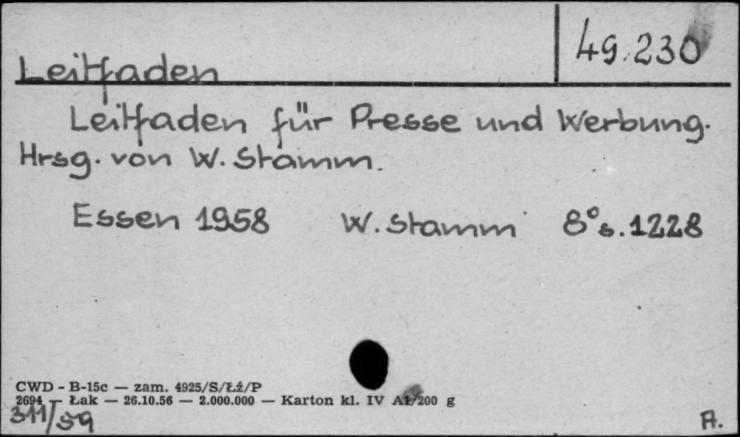 Leitfaden
49.230
Leitfaden für Presse und Werbung.
Hrsg. von W. Stamm.
Essen 1958 W. Stamm 8° s. 1228
CWD - B-15c — zam. 4925/S/Łź/P
2694 — Łak — 26.10.56 — 2.000.000 — Karton kl. IV A1/200 g
311/59
A.